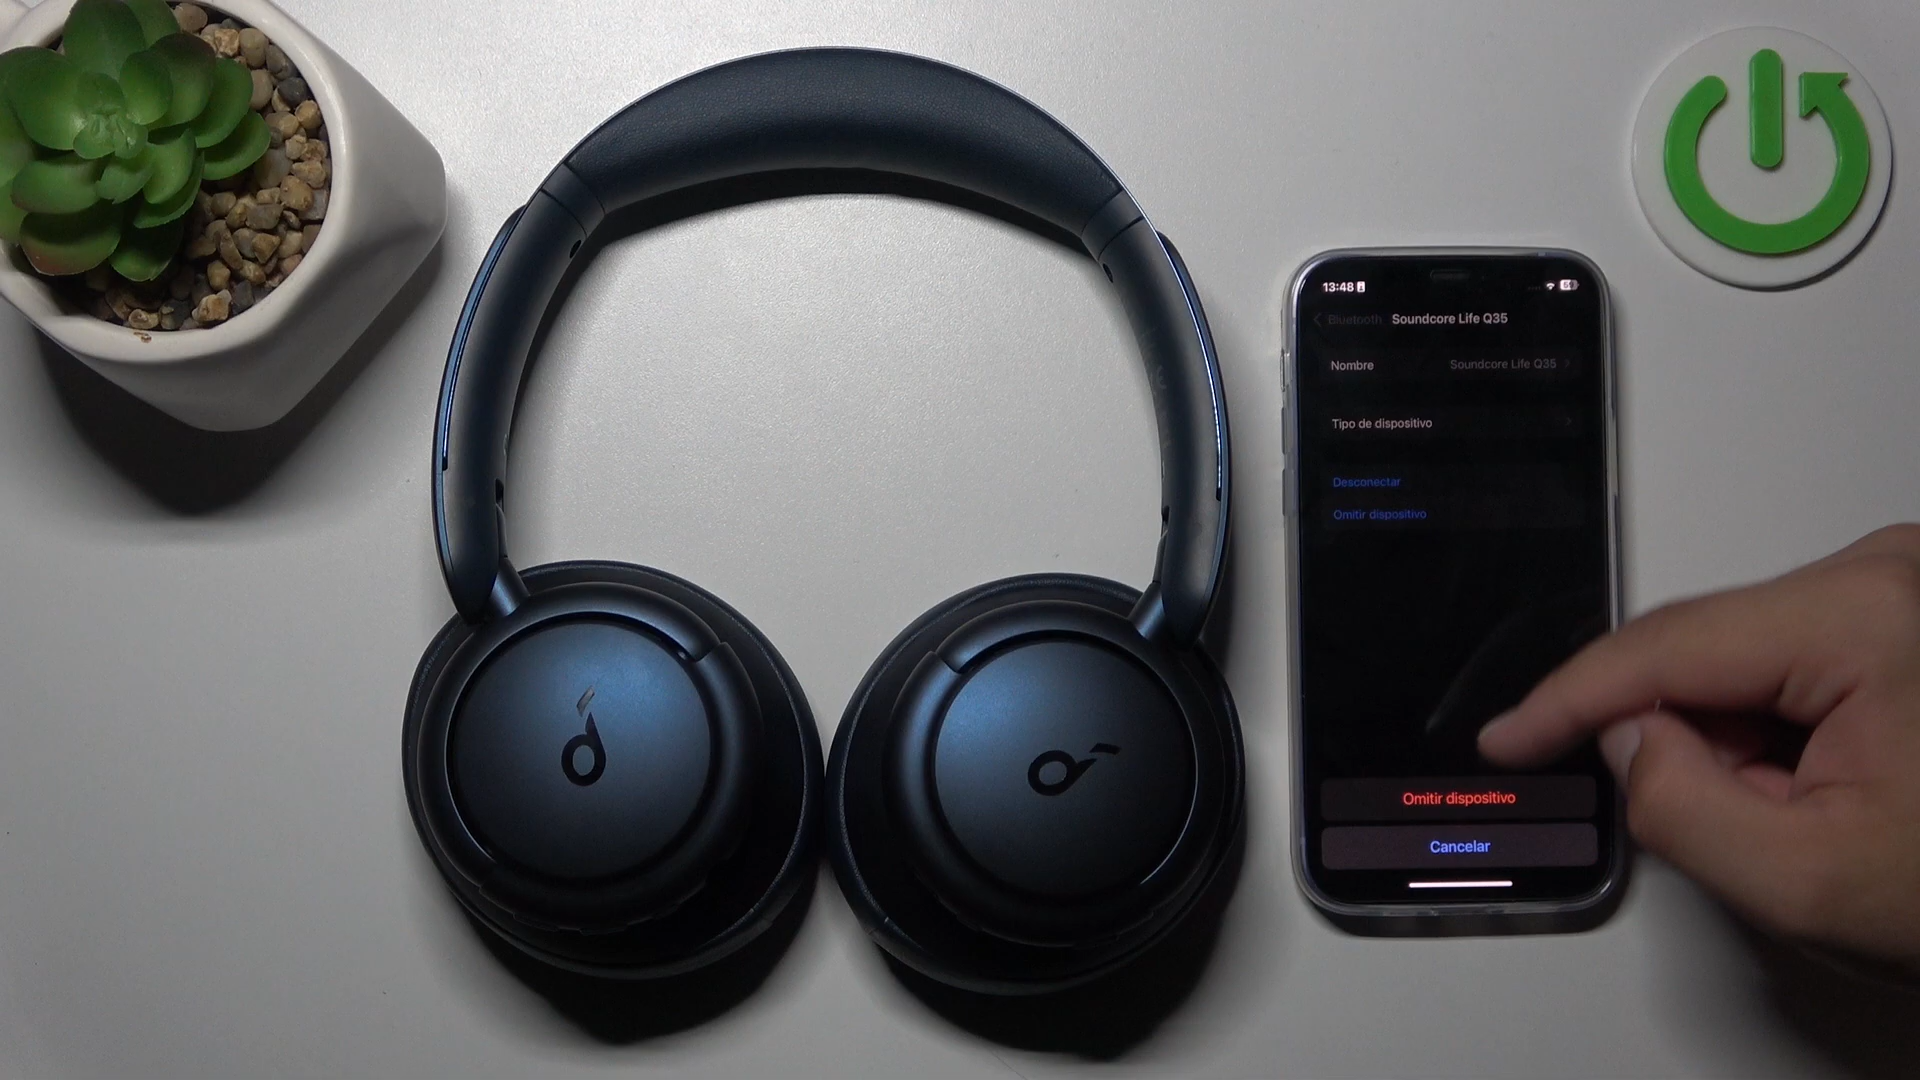 13:48
Bluetooth Soundcore Life Q35
Nombre Soundcore Life Q35
Tipo de dispositivo
Desconectar
Omitir dispositivo
Omitir dispositivo
Cancelar